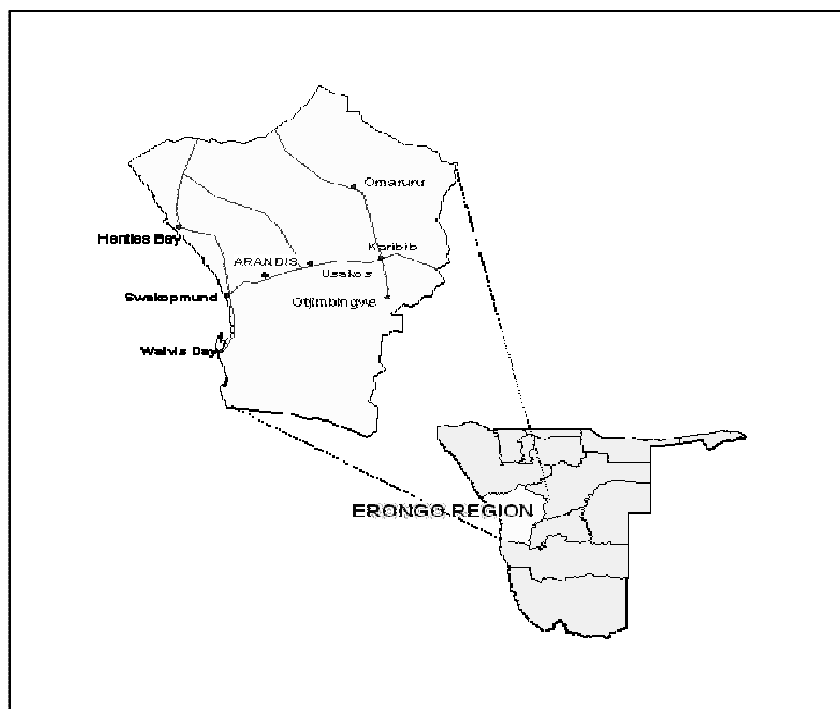 Omaruru
Henties Bay
Karibib
ARANDIS
Usakos
Swakopmund
Otjimbingwe
Walvis Bay
ERONGO REGION